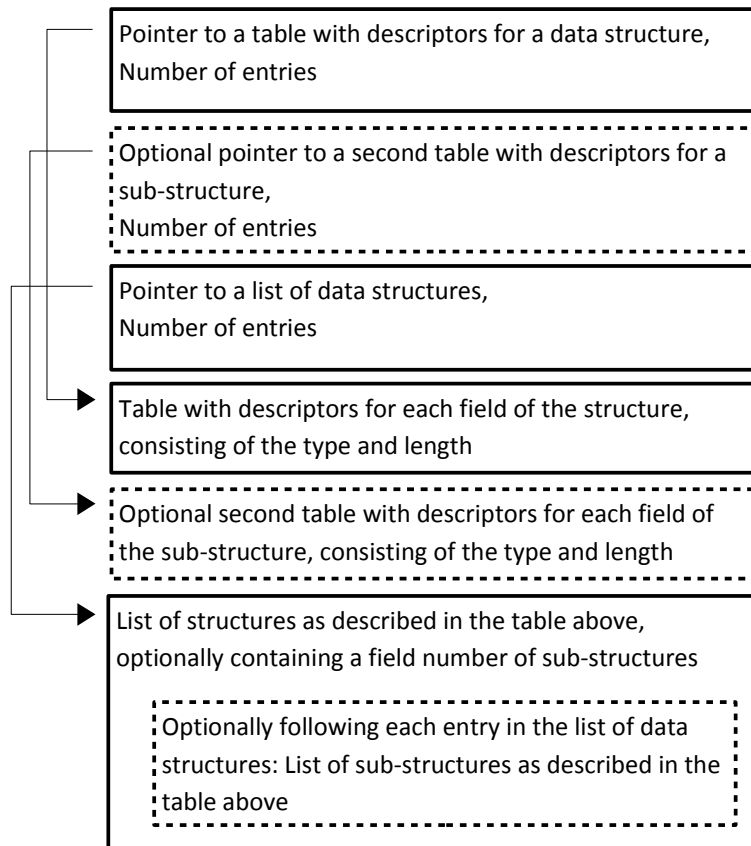 Pointer to a table with descriptors for a data structure,
Number of entries
Optional pointer to a second table with descriptors for a
sub-structure,
Number of entries
Pointer to a list of data structures,
Number of entries
Table with descriptors for each field of the structure,
consisting of the type and length
Optional second table with descriptors for each field of
the sub-structure, consisting of the type and length
List of structures as described in the table above,
optionally containing a field number of sub-structures
Optionally following each entry in the list of data
structures: List of sub-structures as described in the
table above